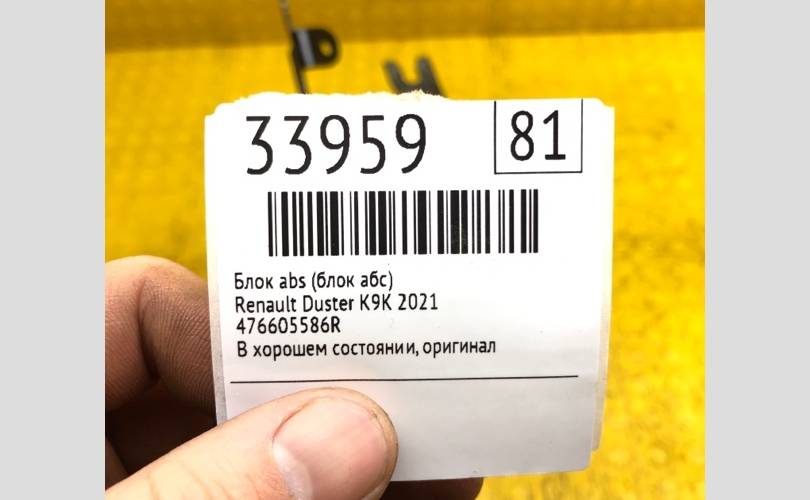 33959
81
Блок abs (блок абс)
Renault Duster K9K 2021
476605586R
В хорошем состоянии, оригинал